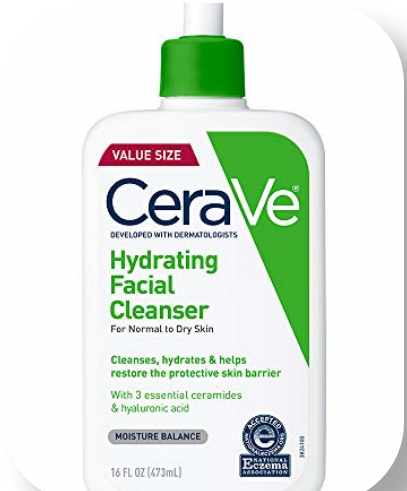 VALUE SIZE
CeraVe®
DEVELOPED WITH DERMATOLOGISTS
Hydrating
Facial
Cleanser
For Normal to Dry Skin
Cleanses, hydrates & helps
restore the protective skin barrier
With 3 essential ceramides
& hyaluronic acid
MOISTURE BALANCE
16 FL OZ (473mL)
ACCEPTED
NATIONAL
Eczema
ASSOCIATION